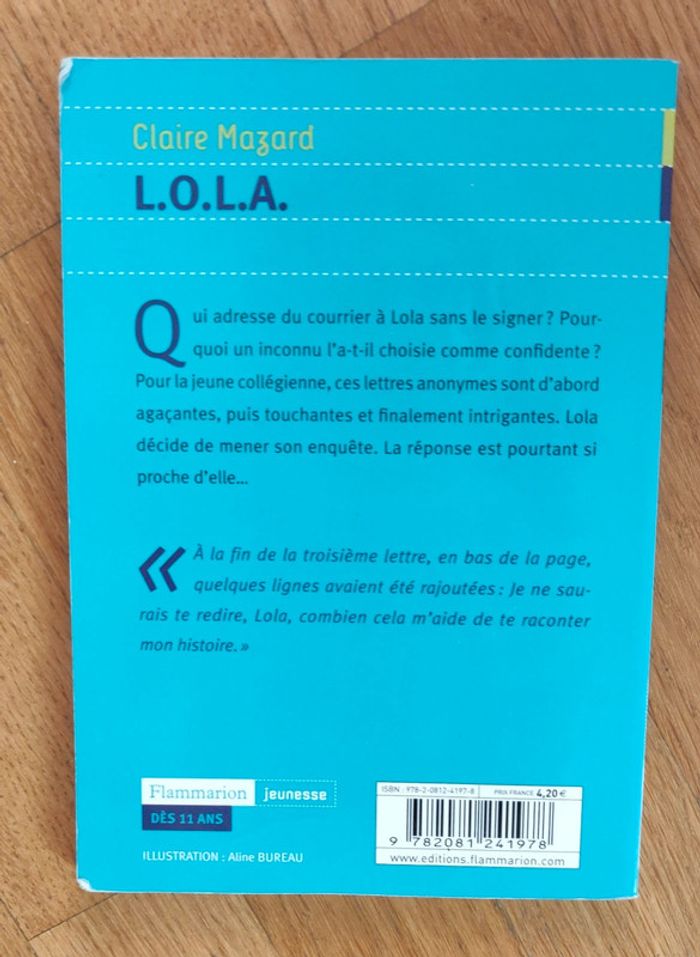 Claire Mazard
L.O.L.A.
Qui adresse du courrier à Lola sans le signer ? Pour-
quoi un inconnu l'a-t-il choisie comme confidente ?
Pour la jeune collégienne, ces lettres anonymes sont d'abord
agaçantes, puis touchantes et finalement intrigantes. Lola
décide de mener son enquête. La réponse est pourtant si
proche d'elle...
« À la fin de la troisième lettre, en bas de la page,
quelques lignes avaient été rajoutées : Je ne sau-
rais te redire, Lola, combien cela m'aide de te raconter
mon histoire. »
Flammarion jeunesse
DÈS 11 ANS
ILLUSTRATION : Aline BUREAU
ISBN : 978-2-0812-4197-8 PRIX FRANCE 4,20 €
9 782081 241978
www.editions.flammarion.com